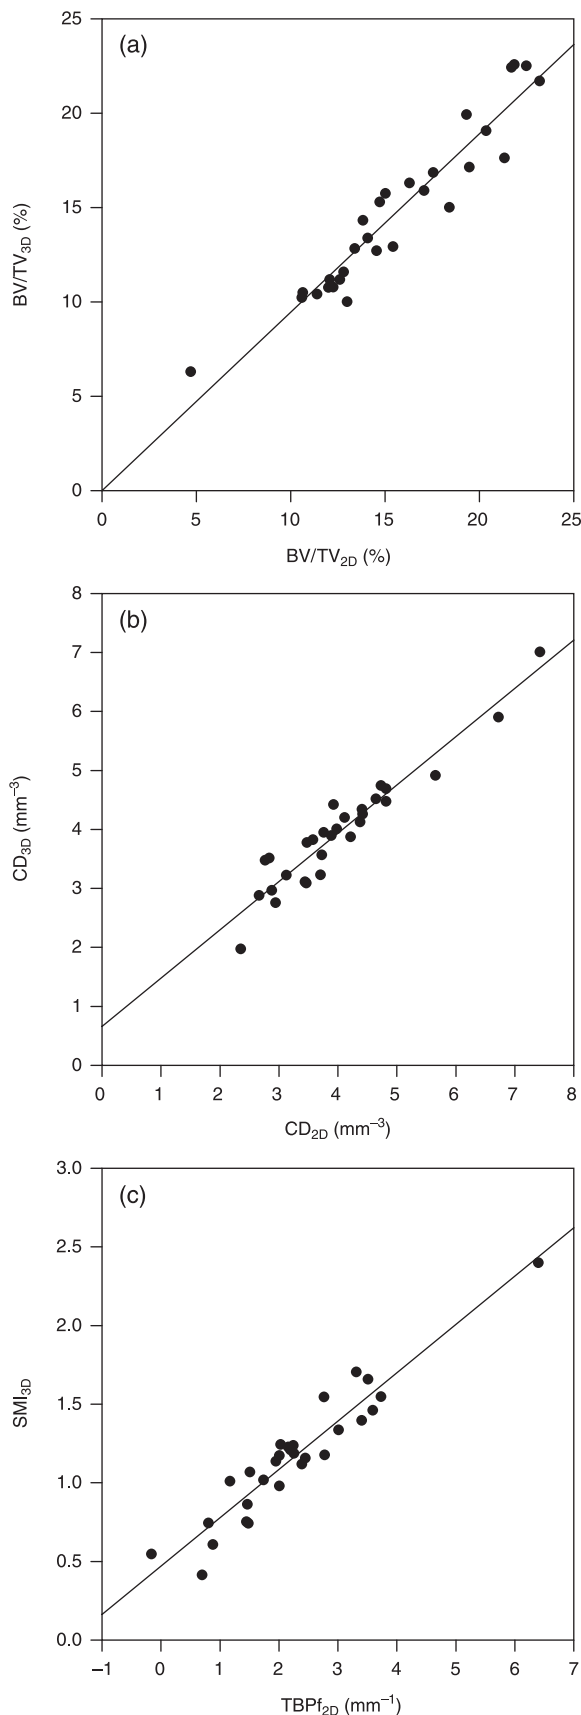 (a)
25
20
15
10
5
0
BV/TV3D (%)
0 5 10 15 20 25
BV/TV2D (%)
(b)
8
7
6
5
4
3
2
1
0
CD3D (mm−3)
0 1 2 3 4 5 6 7 8
CD2D (mm−3)
(c)
3.0
2.5
2.0
1.5
1.0
0.5
0.0
SMI3D
−1 0 1 2 3 4 5 6 7
TBPf2D (mm−1)